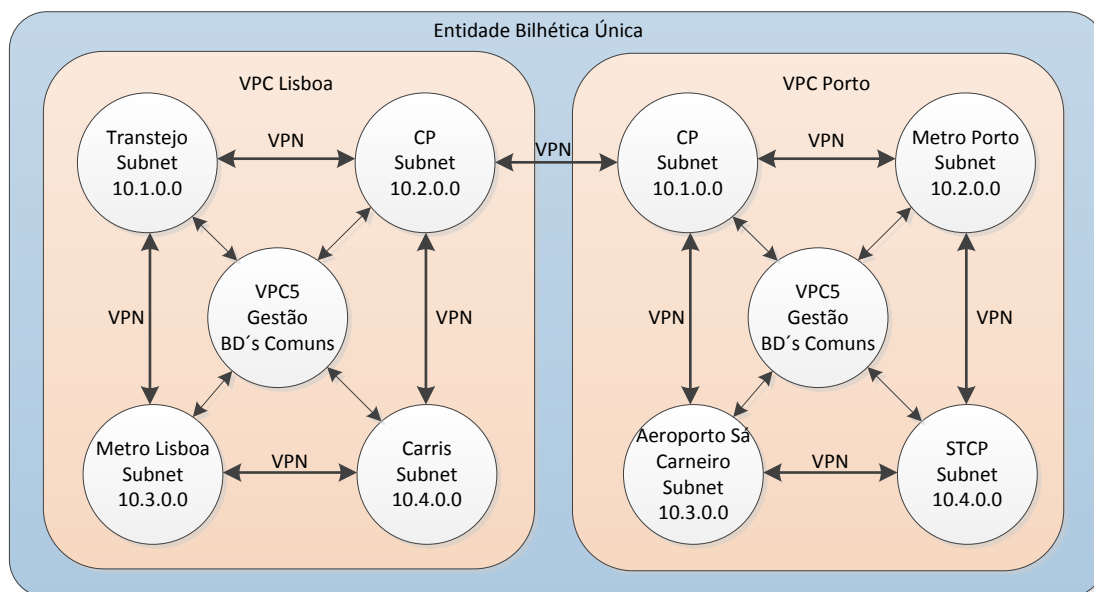 Entidade Bilhética Única
VPC Lisboa
Transtejo
Subnet
10.1.0.0
VPN
CP
Subnet
10.2.0.0
VPN
VPC5
Gestão
BD´s Comuns
VPN
Metro Lisboa
Subnet
10.3.0.0
VPN
Carris
Subnet
10.4.0.0
VPN
VPC Porto
CP
Subnet
10.1.0.0
VPN
Metro Porto
Subnet
10.2.0.0
VPN
VPC5
Gestão
BD´s Comuns
VPN
Aeroporto Sá
Carneiro
Subnet
10.3.0.0
VPN
STCP
Subnet
10.4.0.0